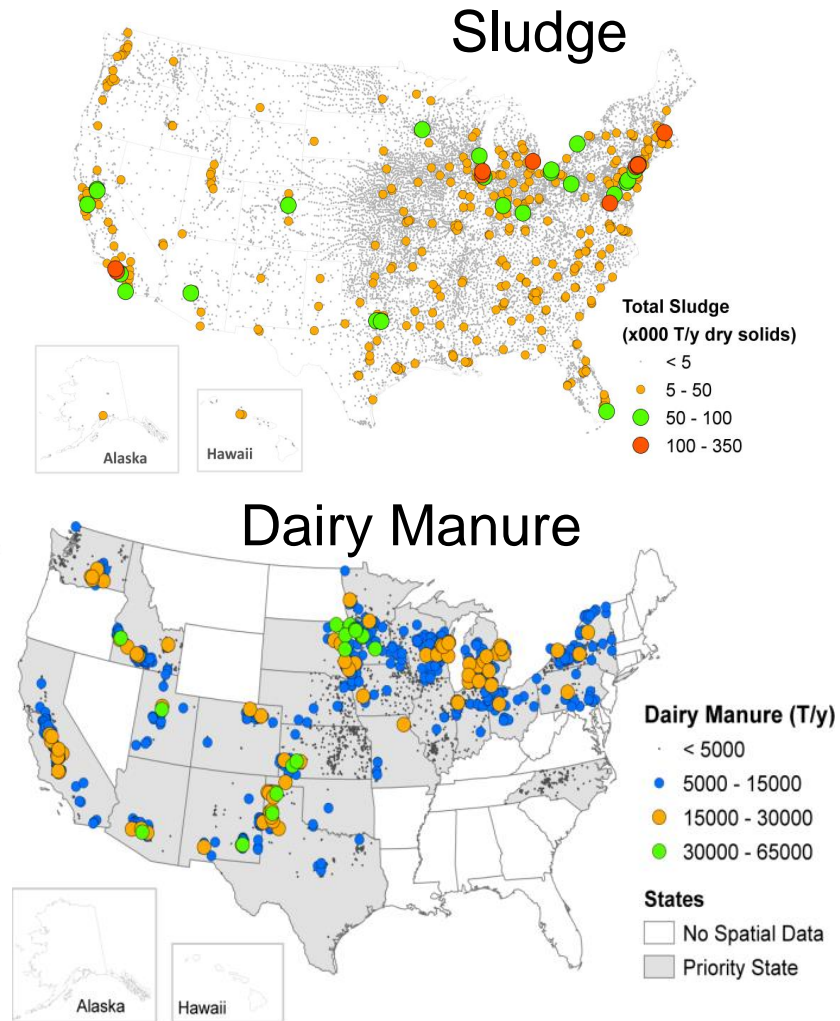 Sludge
Total Sludge
(x000 T/y dry solids)
< 5
5 - 50
50 - 100
100 - 350
Alaska
Hawaii
Dairy Manure
Dairy Manure (T/y)
< 5000
5000 - 15000
15000 - 30000
30000 - 65000
States
No Spatial Data
Priority State
Alaska
Hawaii